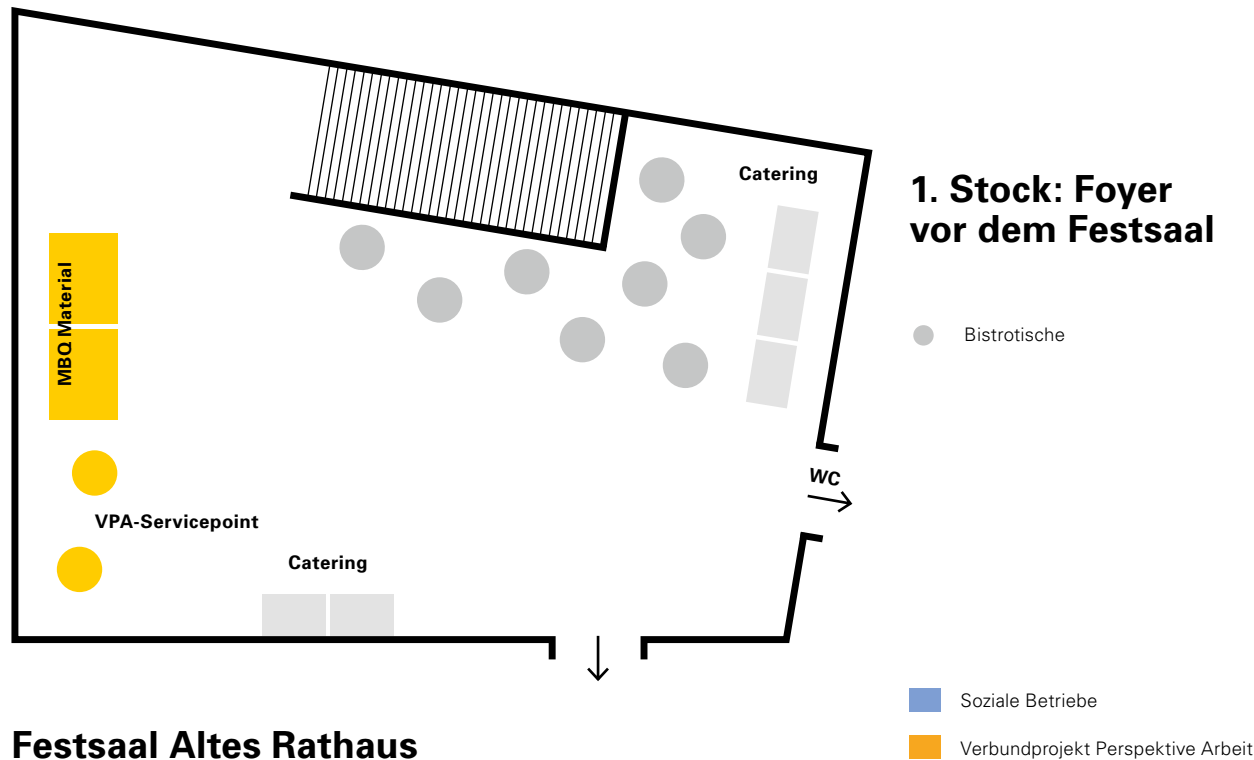 Catering
1. Stock: Foyer
vor dem Festsaal
MBQ Material
Bistrotische
WC
VPA-Servicepoint
Catering
Soziale Betriebe
Festsaal Altes Rathaus
Verbundprojekt Perspektive Arbeit